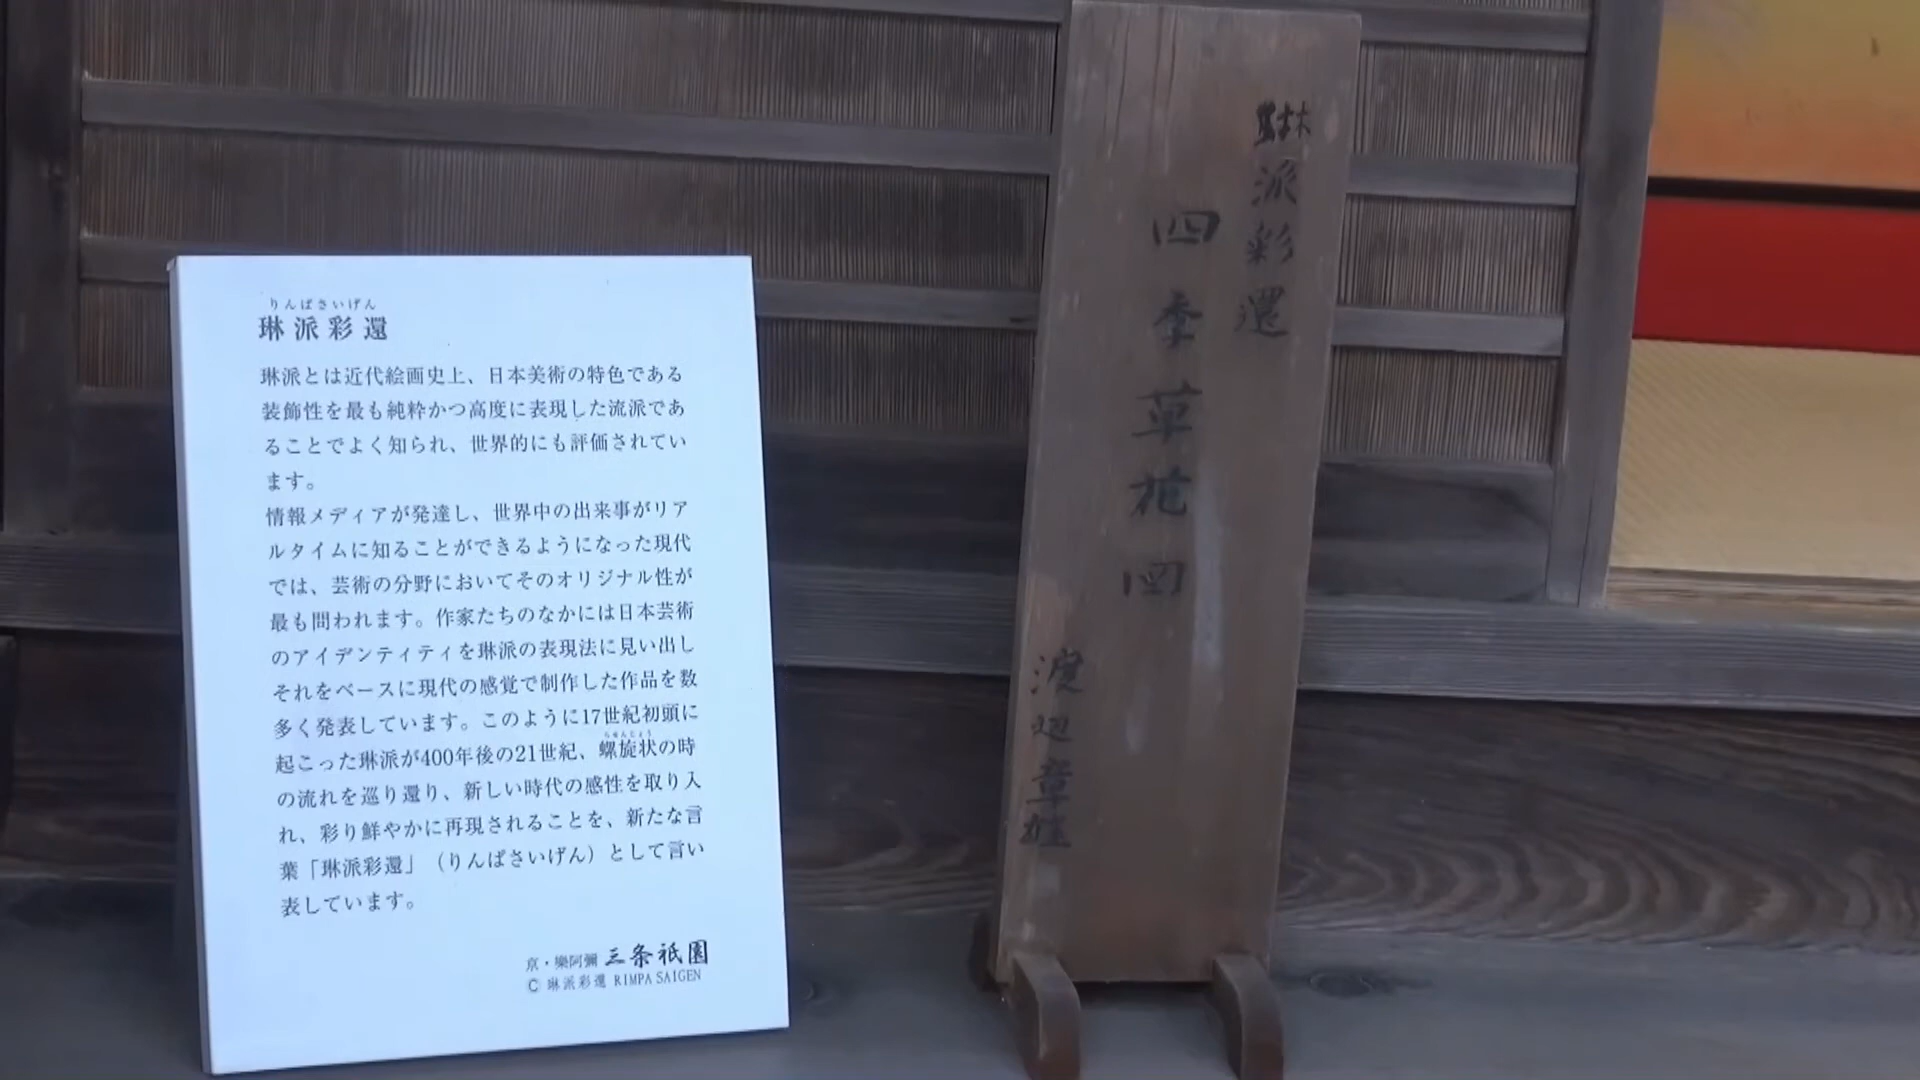 りんぱさいげん
琳派彩還
琳派とは近代絵画史上、日本美術の特色である
装飾性を最も純粋かつ高度に表現した流派であ
ることでよく知られ、世界的にも評価されてい
ます。
情報メディアが発達し、世界中の出来事がリア
ルタイムに知ることができるようになった現代
では、芸術の分野においてそのオリジナル性が
最も問われます。作家たちのなかには日本芸術
のアイデンティティを琳派の表現法に見い出し
それをベースに現代の感覚で制作した作品を数
多く発表しています。このように17世紀初頭に
起こった琳派が400年後の21世紀、螺旋状の時
の流れを巡り還り、新しい時代の感性を取り入
れ、彩り鮮やかに再現されることを、新たな言
葉「琳派彩還」（りんぱさいげん）として言い
表しています。
京・樂阿彌 三条祇園
C 琳派彩還 RIMPA SAIGEN
琳派彩還
四季草花図
渡辺章雄